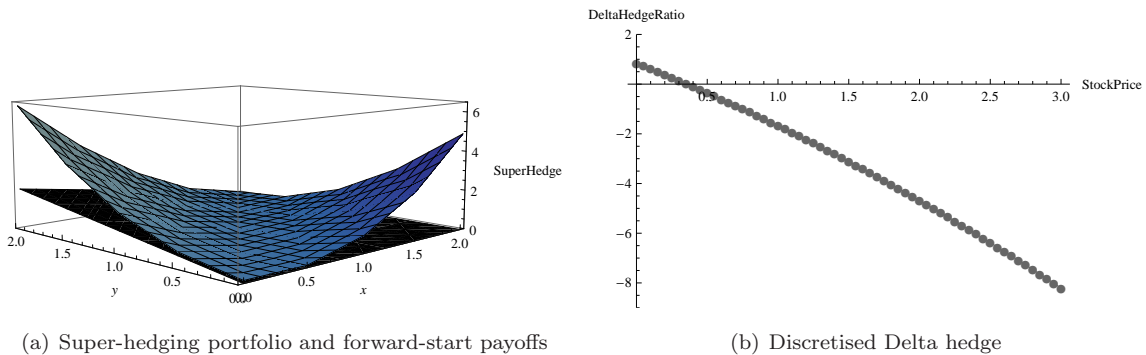 6
4
SuperHedge
2
0
2.0
1.5
1.0
y
0.5
0.0
0.0
0.5
x
1.0
1.5
2.0
(a) Super-hedging portfolio and forward-start payoffs
DeltaHedgeRatio
2
StockPrice
0.5 1.0 1.5 2.0 2.5 3.0
−2
−4
−6
−8
(b) Discretised Delta hedge